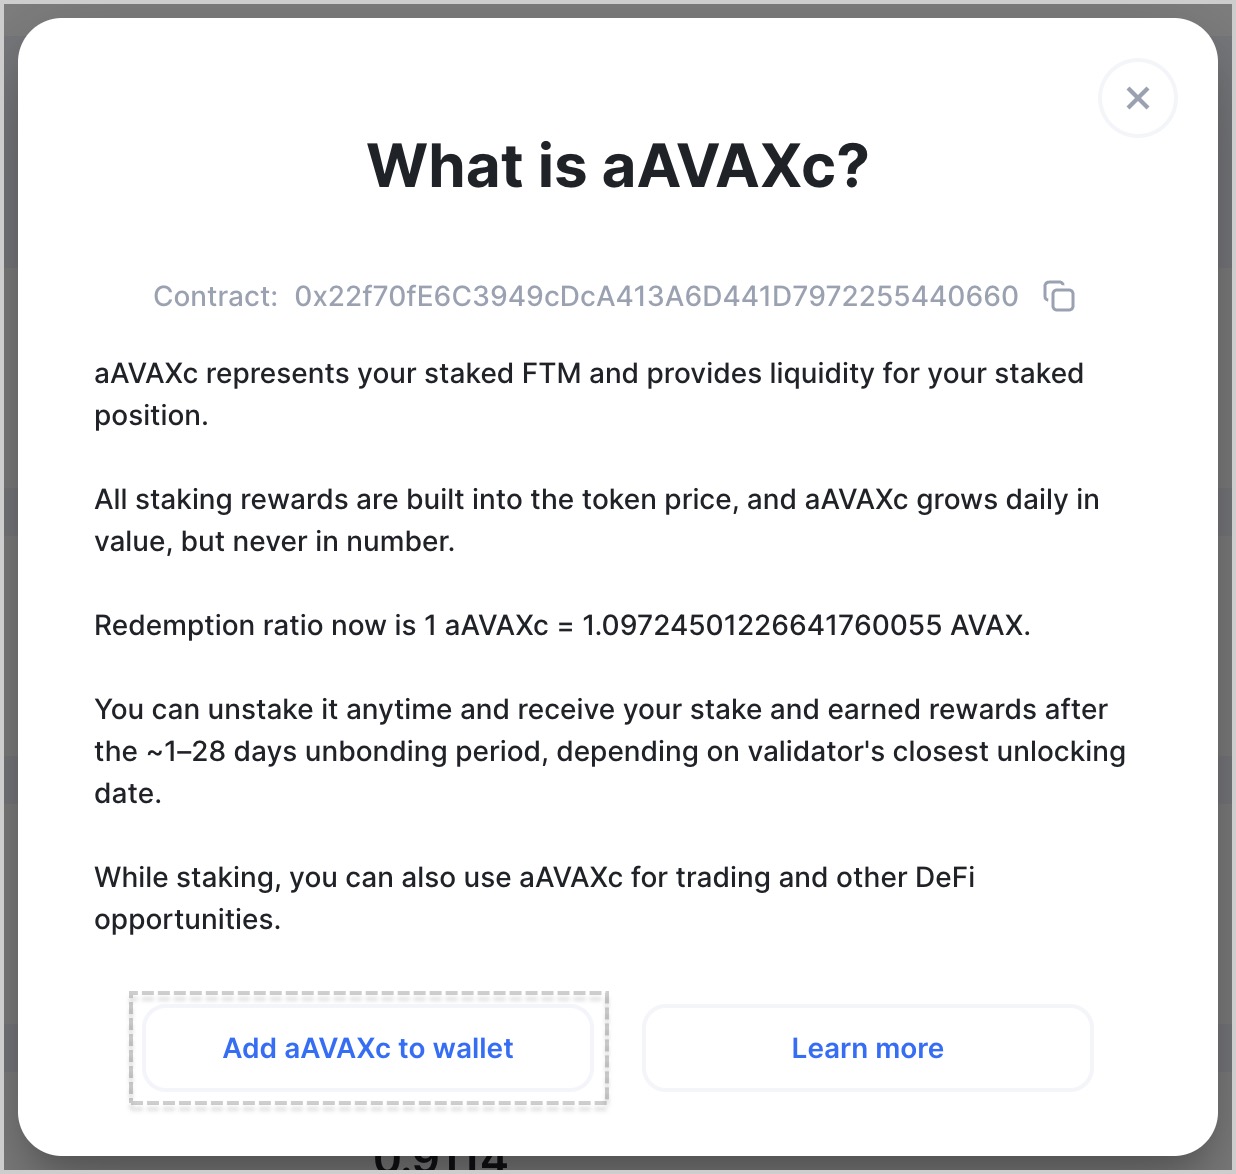 What is aAVAXc?
Contract: 0x22f70fE6C3949cDcA413A6D441D7972255440660
aAVAXc represents your staked FTM and provides liquidity for your staked
position.
All staking rewards are built into the token price, and aAVAXc grows daily in
value, but never in number.
Redemption ratio now is 1 aAVAXc = 1.09724501226641760055 AVAX.
You can unstake it anytime and receive your stake and earned rewards after
the ~1–28 days unbonding period, depending on validator's closest unlocking
date.
While staking, you can also use aAVAXc for trading and other DeFi
opportunities.
Add aAVAXc to wallet
Learn more
0.9114